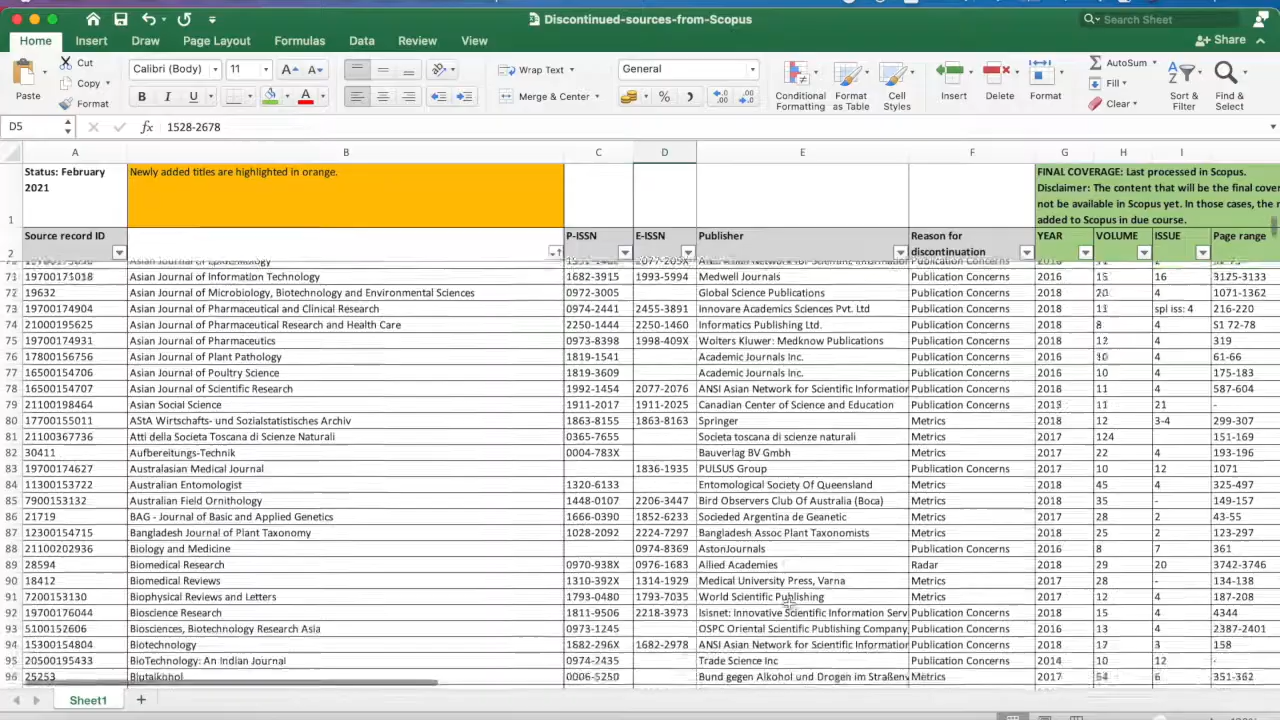 Discontinued-sources-from-Scopus
Search Sheet
Home Insert Draw Page Layout Formulas Data Review View
Share
Paste
Cut
Copy
Format
Calibri (Body) 11
B I U
Wrap Text
Merge & Center
General
Conditional Formatting
Format as Table
Cell Styles
Insert
Delete
Format
AutoSum
Fill
Clear
Sort & Filter
Find & Select
D5 fx 1528-2678
A B C D E F G H I
1 Status: February 2021 Newly added titles are highlighted in orange.
FINAL COVERAGE: Last processed in Scopus.
Disclaimer: The content that will be the final cover
not be available in Scopus yet. In those cases, the
added to Scopus in due course.
2 Source record ID P-ISSN E-ISSN Publisher Reason for discontinuation YEAR VOLUME ISSUE Page range
71 19700175018 Asian Journal of Information Technology 1682-3915 1993-5994 Medwell Journals Publication Concerns 2016 15 16 3125-3133
72 19632 Asian Journal of Microbiology, Biotechnology and Environmental Sciences 0972-3005 Global Science Publications Publication Concerns 2018 20 4 1071-1362
73 19700174904 Asian Journal of Pharmaceutical and Clinical Research 0974-2441 2455-3891 Innovare Academics Sciences Pvt. Ltd Publication Concerns 2018 11 spl iss: 4 216-220
74 21000195625 Asian Journal of Pharmaceutical Research and Health Care 2250-1444 2250-1460 Informatics Publishing Ltd. Publication Concerns 2018 8 4 S1 72-78
75 19700174931 Asian Journal of Pharmaceutics 0973-8398 1998-409X Wolters Kluwer: Medknow Publications Publication Concerns 2018 12 4 319
76 17800156756 Asian Journal of Plant Pathology 1819-1541 Academic Journals Inc. Publication Concerns 2016 10 4 61-66
77 16500154706 Asian Journal of Poultry Science 1819-3609 Academic Journals Inc. Publication Concerns 2016 10 4 175-183
78 16500154707 Asian Journal of Scientific Research 1992-1454 2077-2076 ANSI Asian Network for Scientific Information Publication Concerns 2018 11 4 587-604
79 21100198464 Asian Social Science 1911-2017 1911-2025 Canadian Center of Science and Education Publication Concerns 11 21 -
80 17700155011 AStA Wirtschafts- und Sozialstatistisches Archiv 1863-8155 1863-8163 Springer Metrics 2018 12 3-4 299-307
81 21100367736 Atti della Societa Toscana di Scienze Naturali 0365-7655 Societa toscana di scienze naturali Metrics 2017 124 151-169
82 30411 Aufbereitungs-Technik 0004-783X Bauverlag BV Gmbh Metrics 2017 22 4 193-196
83 19700174627 Australasian Medical Journal 1836-1935 PULSUS Group Publication Concerns 2017 10 12 1071
84 11300153722 Australian Entomologist 1320-6133 Entomological Society Of Queensland Metrics 2018 45 4 325-497
85 7900153132 Australian Field Ornithology 1448-0107 2206-3447 Bird Observers Club Of Australia (Boca) Metrics 2018 35 - 149-157
86 21719 BAG - Journal of Basic and Applied Genetics 1666-0390 1852-6233 Socieded Argentina de Geanetic Metrics 2017 28 2 43-55
87 12300154715 Bangladesh Journal of Plant Taxonomy 1028-2092 2224-7297 Bangladesh Assoc Plant Taxonomists Metrics 2018 25 2 123-297
88 21100202936 Biology and Medicine 0974-8369 AstonJournals Publication Concerns 2016 8 7 361
89 28594 Biomedical Research 0970-938X 0976-1683 Allied Academies Radar 2018 29 20 3742-3746
90 18412 Biomedical Reviews 1310-392X 1314-1929 Medical University Press, Varna Metrics 2017 28 - 134-138
91 7200153130 Biophysical Reviews and Letters 1793-0480 1793-7035 World Scientific Publishing Metrics 2017 12 4 187-208
92 19700176044 Bioscience Research 1811-9506 2218-3973 Isisnet: Innovative Scientific Information Serv Publication Concerns 2018 15 4 4344
93 5100152606 Biosciences, Biotechnology Research Asia 0973-1245 OSPC Oriental Scientific Publishing Company, Publication Concerns 2016 13 4 2387-2401
94 15300154804 Biotechnology 1682-296X 1682-2978 ANSI Asian Network for Scientific Information Publication Concerns 2018 17 3 158
95 20500195433 BioTechnology: An Indian Journal 0974-2435 Trade Science Inc Publication Concerns 2014 10 12 -
96 25253 Blutalkohol 0006-5250 Bund gegen Alkohol und Drogen im Straßenv Metrics 2017 54 6 351-362
Sheet1